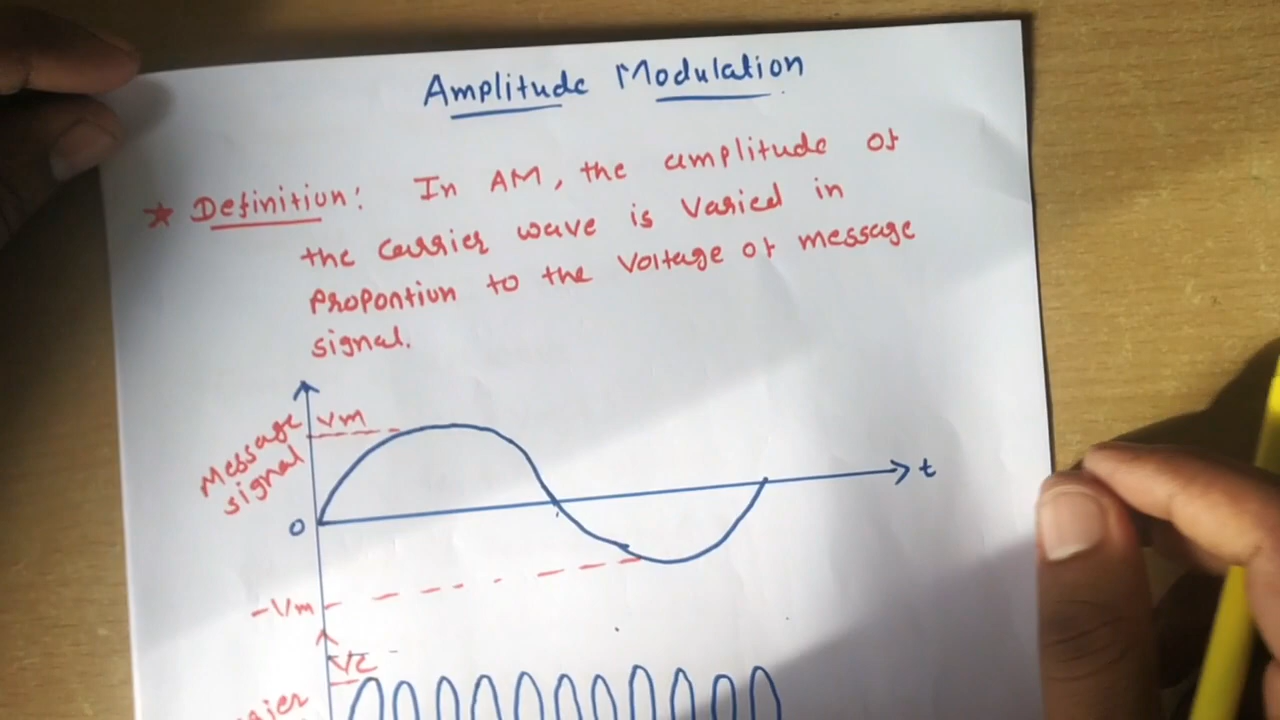 Amplitude Modulation
★ Definition: In AM, the amplitude of
the carrier wave is varied in
Proportiun to the Voltage of message
signal.
Message
signal
Vm
0
t
-Vm
Vc